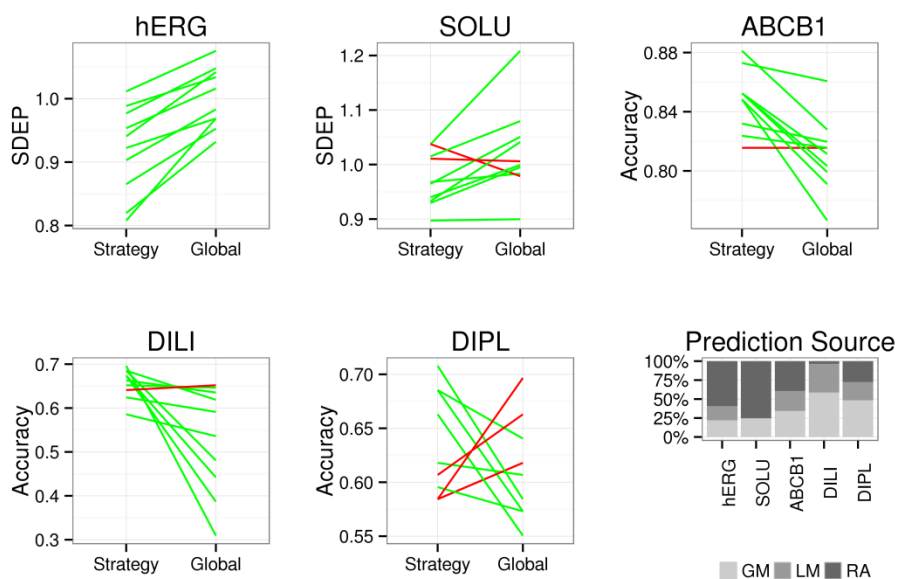 hERG
SDEP
1.0
0.9
0.8
Strategy Global
SOLU
SDEP
1.2
1.1
1.0
0.9
Strategy Global
ABCB1
Accuracy
0.88
0.84
0.80
Strategy Global
DILI
Accuracy
0.7
0.6
0.5
0.4
0.3
Strategy Global
DIPL
Accuracy
0.70
0.65
0.60
0.55
Strategy Global
Prediction Source
100%
75%
50%
25%
0%
hERG SOLU ABCB1 DILI DIPL
GM LM RA